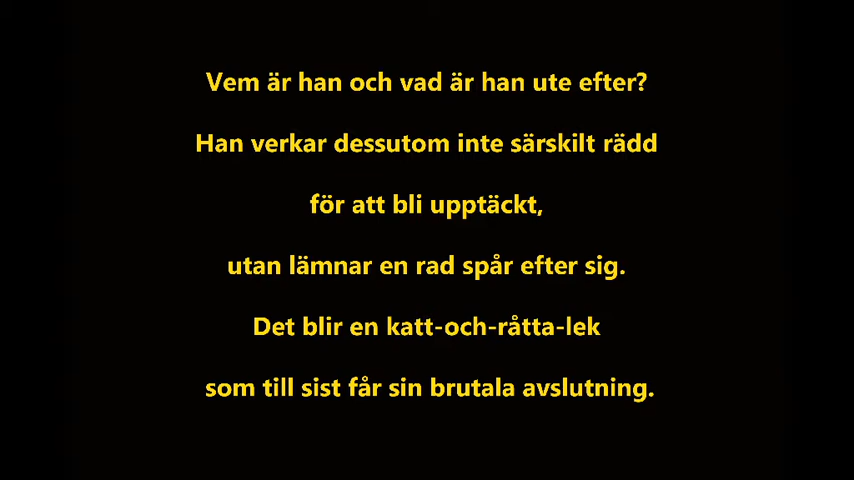 Vem är han och vad är han ute efter?
Han verkar dessutom inte särskilt rädd
för att bli upptäckt,
utan lämnar en rad spår efter sig.
Det blir en katt-och-råtta-lek
som till sist får sin brutala avslutning.